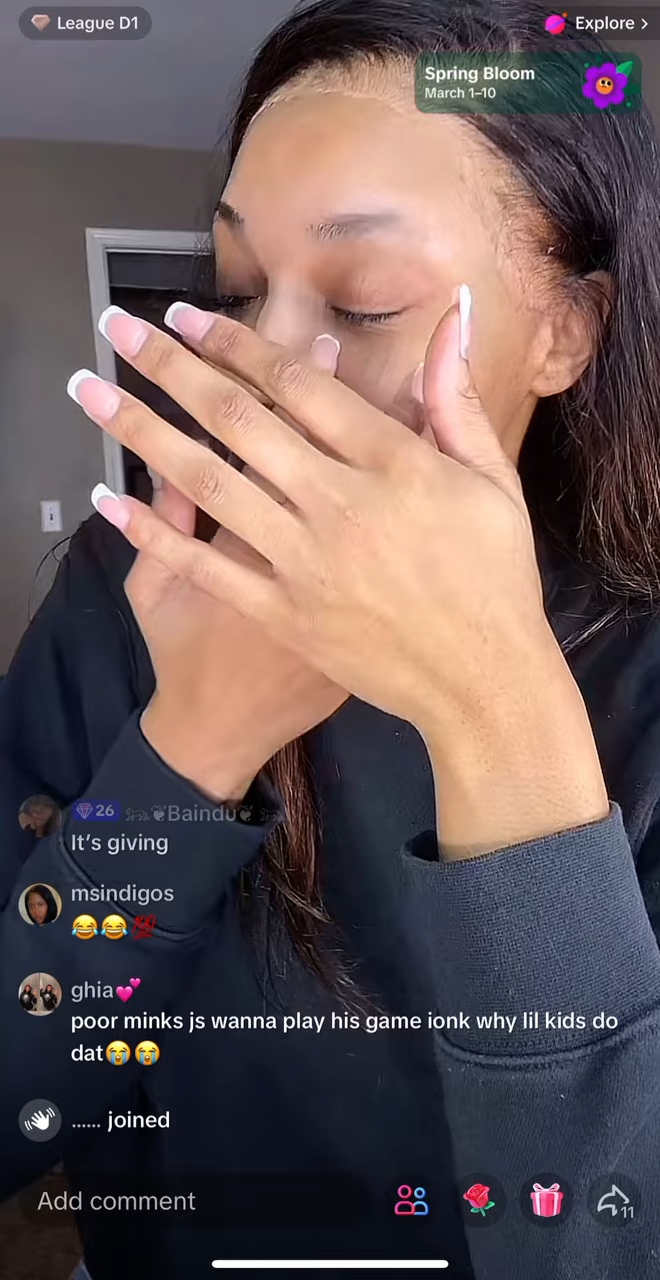 League D1
Explore >
Spring Bloom
March 1–10
26 Baindu
It’s giving
msindigos
😂😂💯
ghia💕
poor minks js wanna play his game ionk why lil kids do
dat😭😭
...... joined
Add comment
11